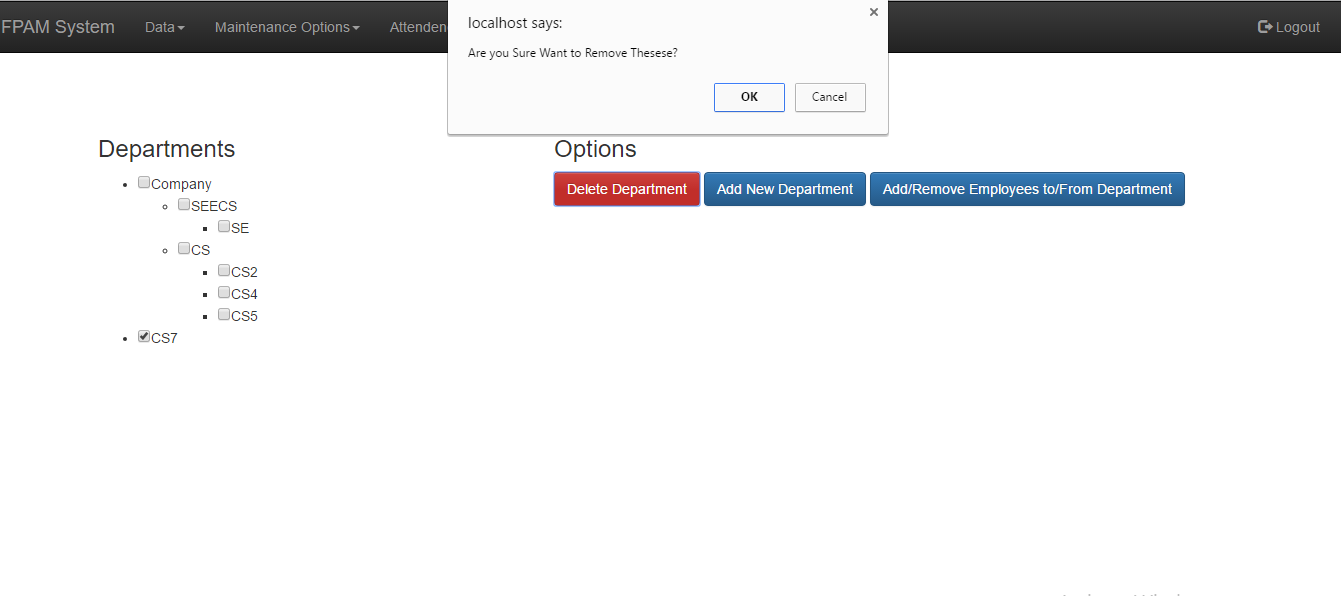 FPAM System Data Maintenance Options Attenden Logout
localhost says:
Are you Sure Want to Remove Thesese?
OK Cancel
Departments
Company
SEECS
SE
CS
CS2
CS4
CS5
CS7
Options
Delete Department Add New Department Add/Remove Employees to/From Department